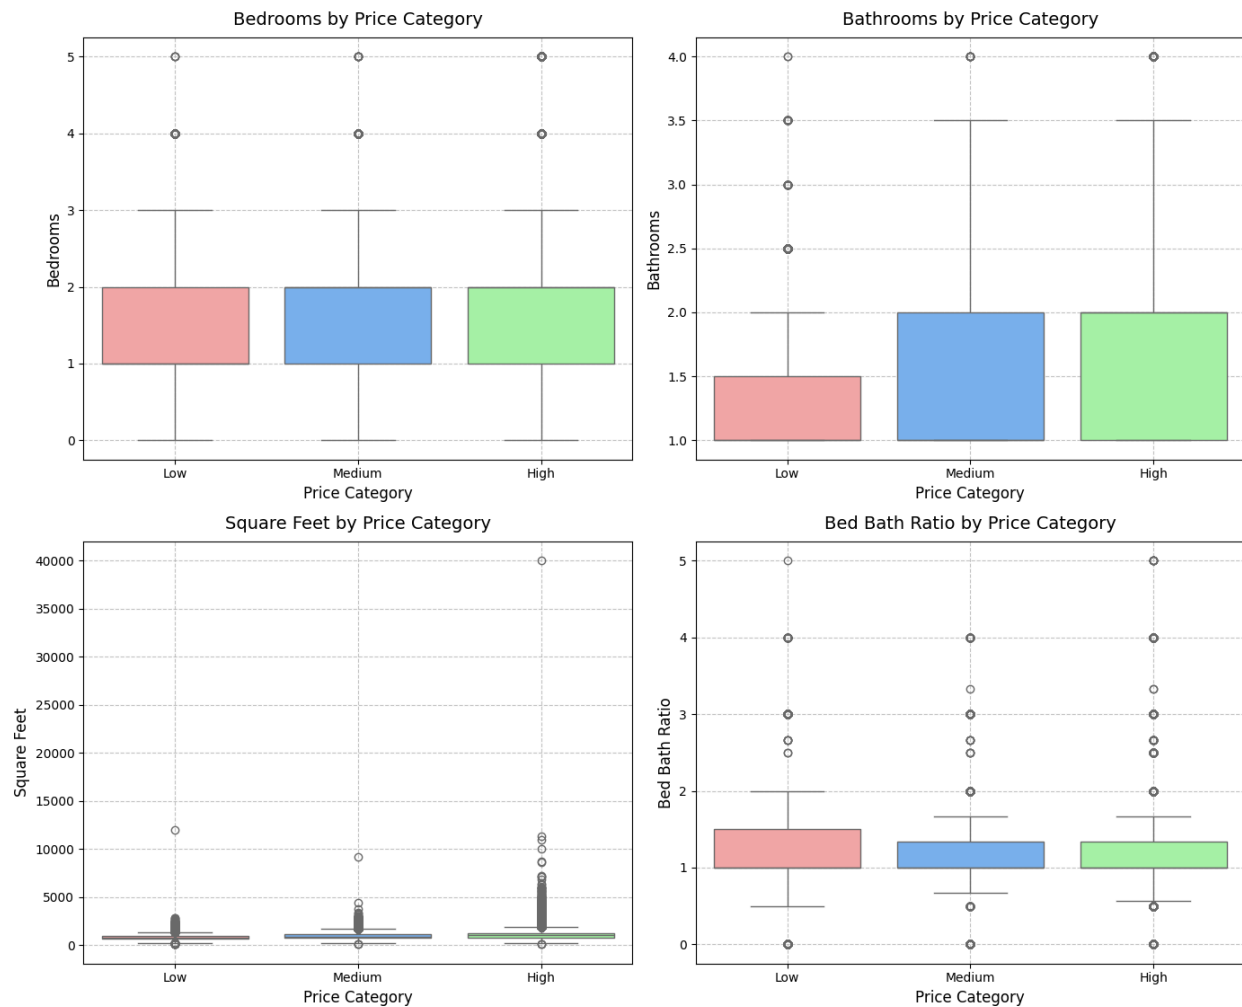 Bedrooms by Price Category
5
4
3
2
1
0
Bedrooms
Low
Medium
High
Price Category
Bathrooms by Price Category
4.0
3.5
3.0
2.5
2.0
1.5
1.0
Bathrooms
Low
Medium
High
Price Category
Square Feet by Price Category
40000
35000
30000
25000
20000
15000
10000
5000
0
Square Feet
Low
Medium
High
Price Category
Bed Bath Ratio by Price Category
5
4
3
2
1
0
Bed Bath Ratio
Low
Medium
High
Price Category